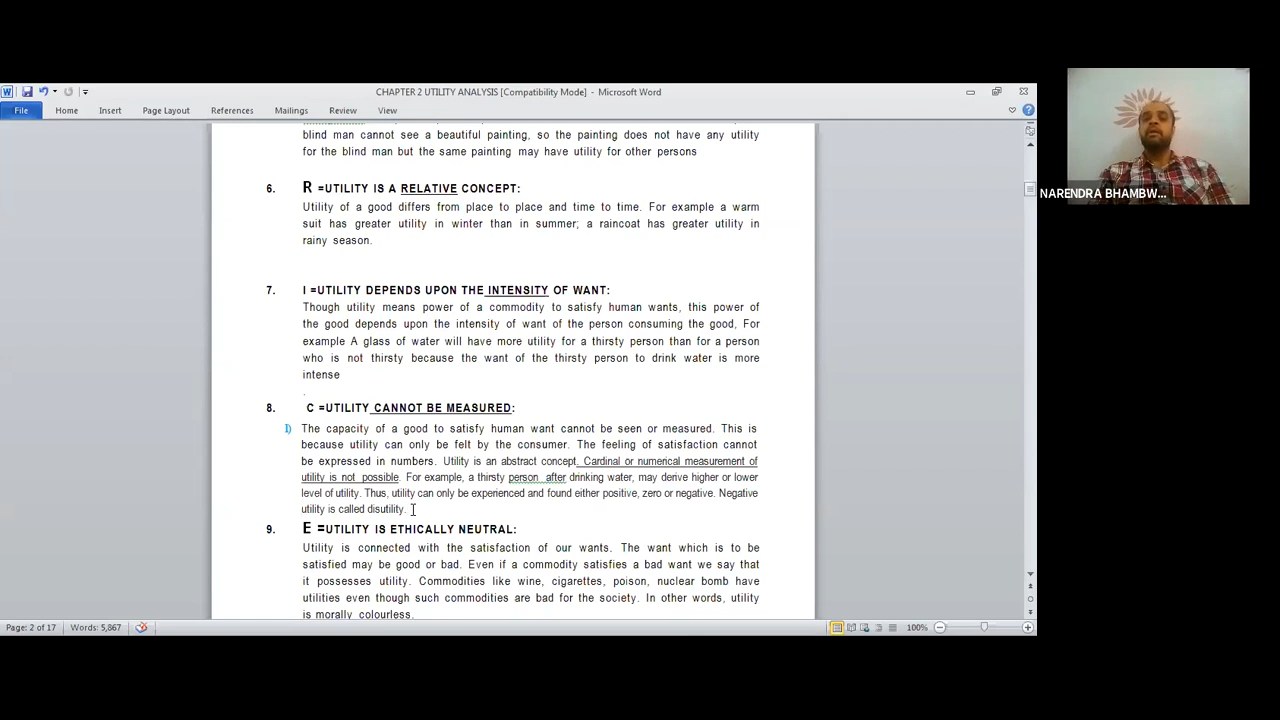 CHAPTER 2 UTILITY ANALYSIS [Compatibility Mode] - Microsoft Word
File Home Insert Page Layout References Mailings Review View
blind man cannot see a beautiful painting, so the painting does not have any utility
for the blind man but the same painting may have utility for other persons
6. R =UTILITY IS A RELATIVE CONCEPT:
Utility of a good differs from place to place and time to time. For example a warm
suit has greater utility in winter than in summer; a raincoat has greater utility in
rainy season.
7. I =UTILITY DEPENDS UPON THE INTENSITY OF WANT:
Though utility means power of a commodity to satisfy human wants, this power of
the good depends upon the intensity of want of the person consuming the good, For
example A glass of water will have more utility for a thirsty person than for a person
who is not thirsty because the want of the thirsty person to drink water is more
intense
.
8. C =UTILITY CANNOT BE MEASURED:
I) The capacity of a good to satisfy human want cannot be seen or measured. This is
because utility can only be felt by the consumer. The feeling of satisfaction cannot
be expressed in numbers. Utility is an abstract concept. Cardinal or numerical measurement of
utility is not possible. For example, a thirsty person after drinking water, may derive higher or lower
level of utility. Thus, utility can only be experienced and found either positive, zero or negative. Negative
utility is called disutility.
9. E =UTILITY IS ETHICALLY NEUTRAL:
Utility is connected with the satisfaction of our wants. The want which is to be
satisfied may be good or bad. Even if a commodity satisfies a bad want we say that
it possesses utility. Commodities like wine, cigarettes, poison, nuclear bomb have
utilities even though such commodities are bad for the society. In other words, utility
is morally colourless.
Page: 2 of 17 Words: 5,867 100%
NARENDRA BHAMBW...